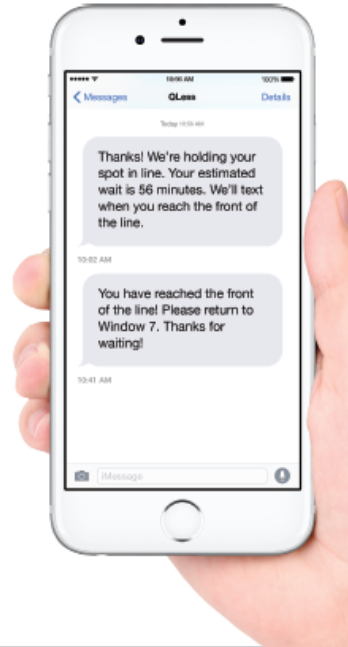 100%
Messages QLess Details
Thanks! We're holding your
spot in line. Your estimated
wait is 56 minutes. We'll text
when you reach the front of
the line.
10:02 AM
You have reached the front
of the line! Please return to
Window 7. Thanks for
waiting!
10:41 AM
iMessage